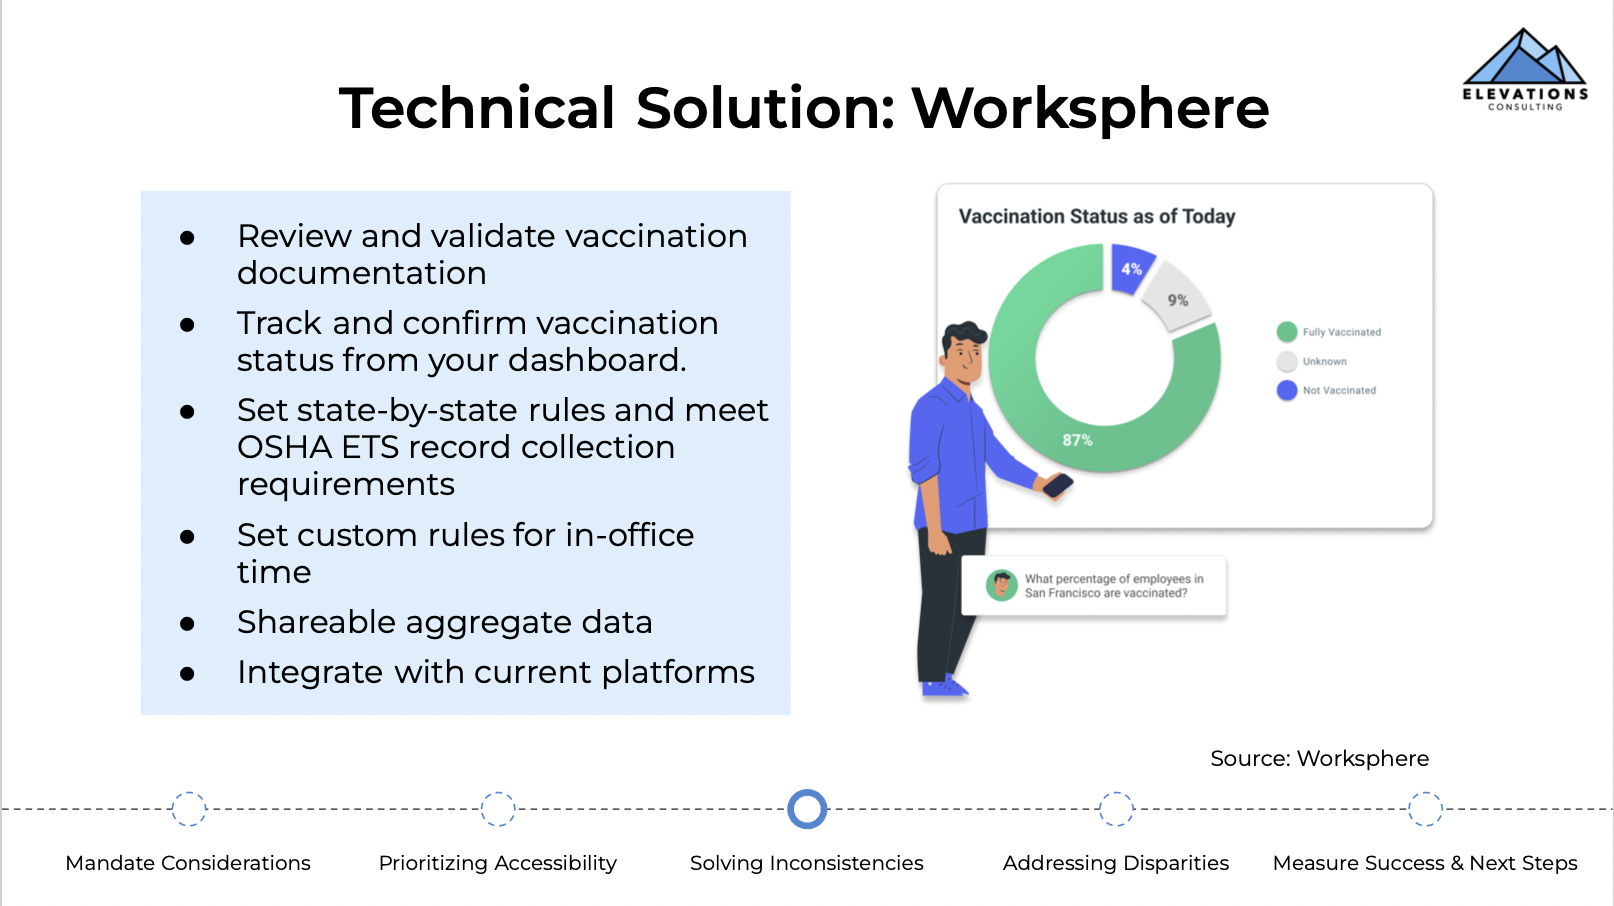 ELEVATIONS
CONSULTING
Technical Solution: Worksphere
● Review and validate vaccination
documentation
● Track and confirm vaccination
status from your dashboard.
● Set state-by-state rules and meet
OSHA ETS record collection
requirements
● Set custom rules for in-office
time
● Shareable aggregate data
● Integrate with current platforms
Vaccination Status as of Today
4%
9%
87%
Fully Vaccinated
Unknown
Not Vaccinated
What percentage of employees in
San Francisco are vaccinated?
Source: Worksphere
Mandate Considerations
Prioritizing Accessibility
Solving Inconsistencies
Addressing Disparities
Measure Success & Next Steps